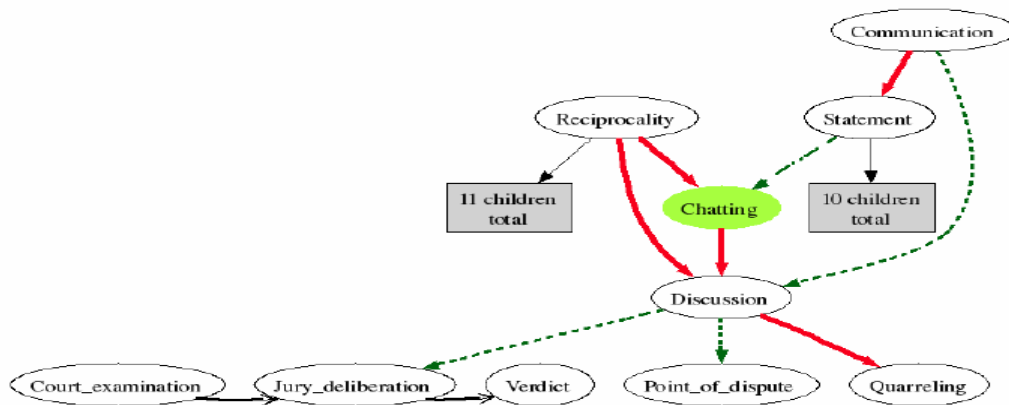 Communication
Reciprocality
Statement
11 children
total
Chatting
10 children
total
Discussion
Court_examination
Jury_deliberation
Verdict
Point_of_dispute
Quarreling